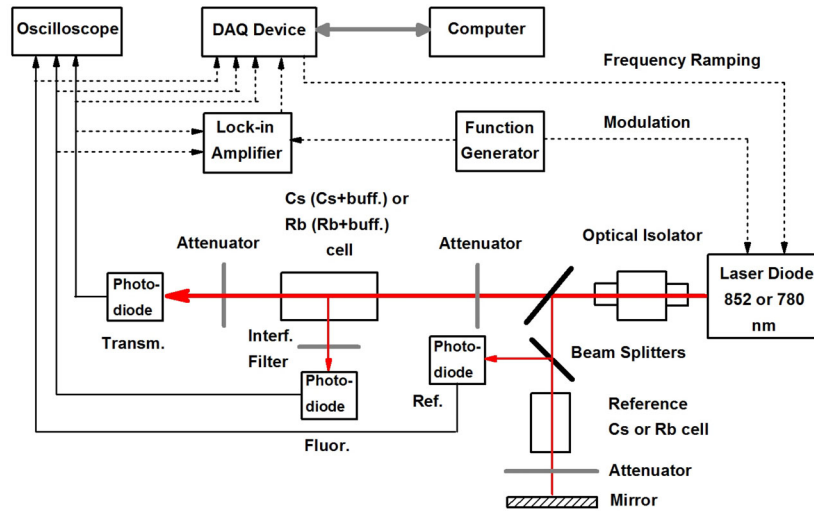 Oscilloscope
DAQ Device
Computer
Frequency Ramping
Lock-in
Amplifier
Function
Generator
Modulation
Cs (Cs+buff.) or
Rb (Rb+buff.)
cell
Attenuator
Attenuator
Optical Isolator
Laser Diode
852 or 780
nm
Photo-
diode
Transm.
Interf.
Filter
Photo-
diode
Fluor.
Photo-
diode
Ref.
Beam Splitters
Reference
Cs or Rb cell
Attenuator
Mirror